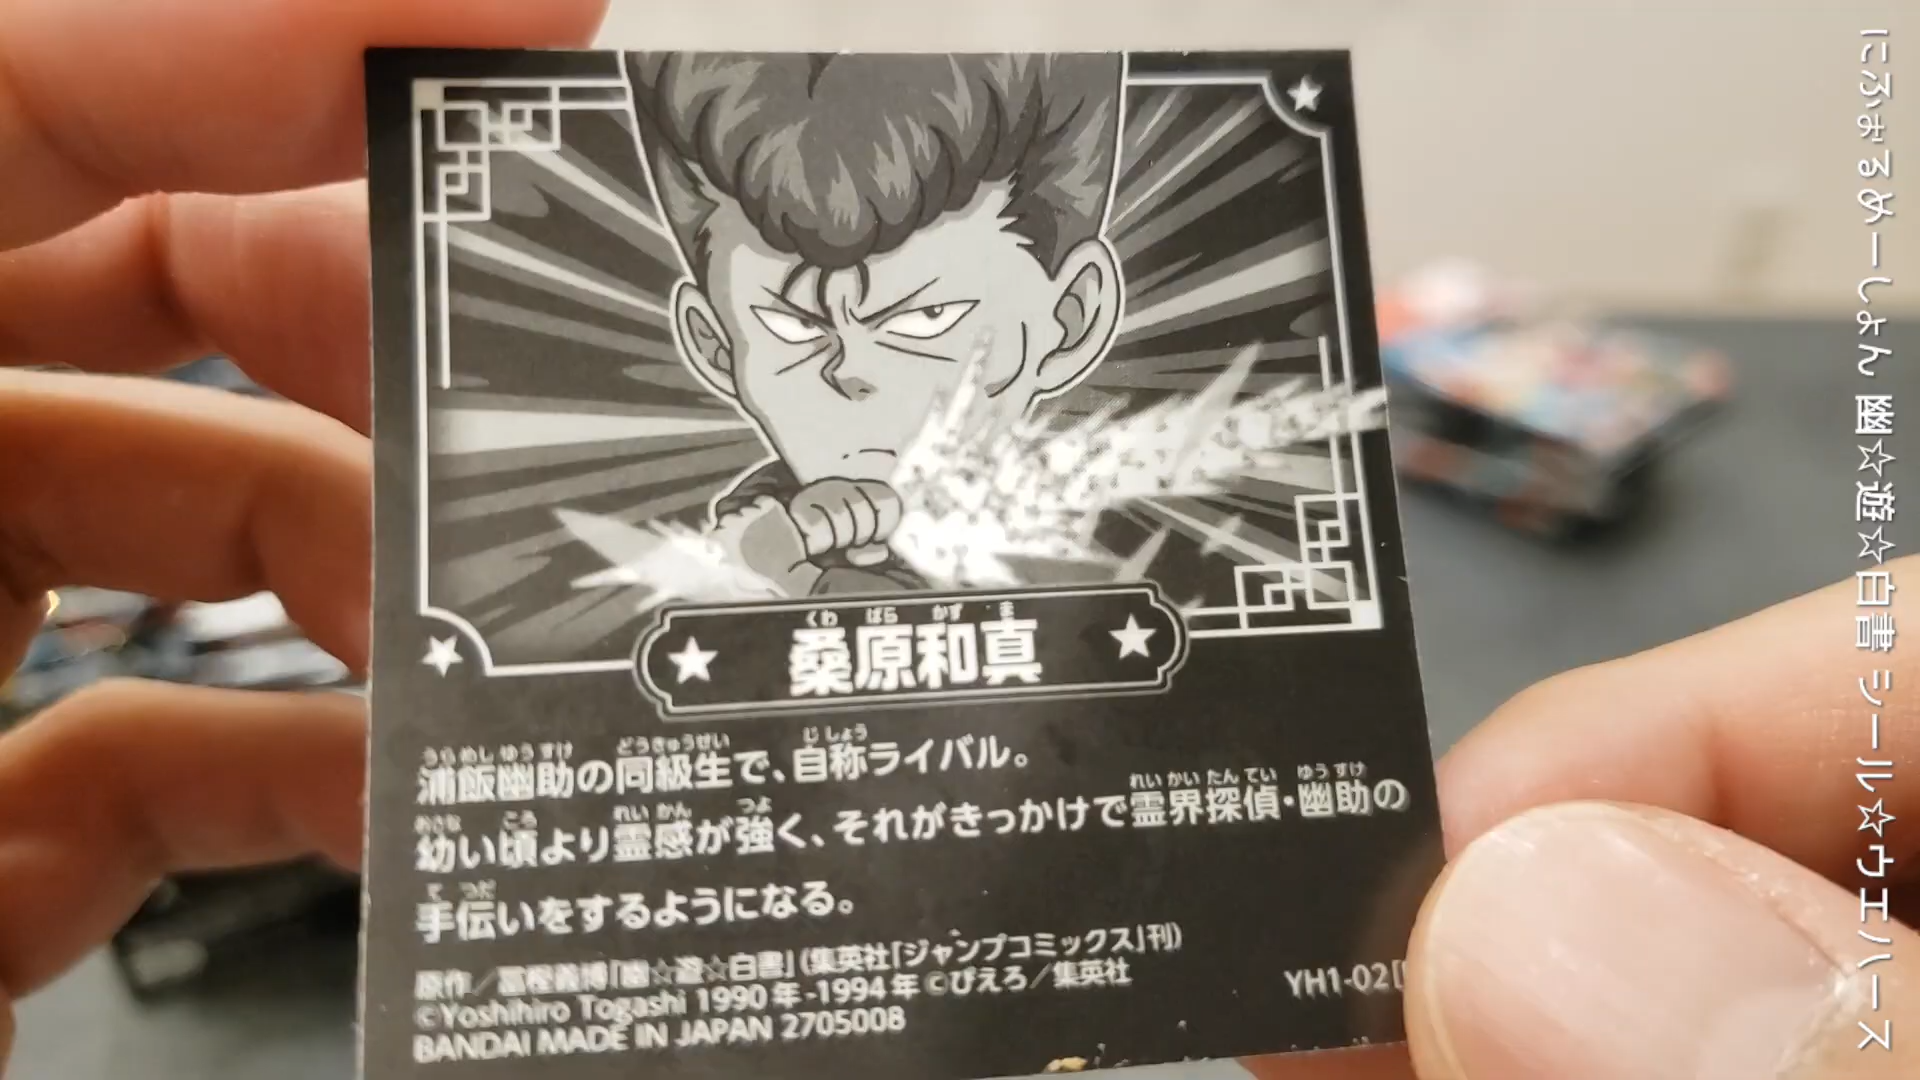 くわ ばら かず ま
桑原和真
うらめし ゆうすけ どうきゅうせい じしょう
浦飯幽助の同級生で、自称ライバル。
おさな ころ れいかん つよ れいかいたんてい ゆうすけ
幼い頃より霊感が強く、それがきっかけで霊界探偵・幽助の
て つだ
手伝いをするようになる。
原作／冨樫義博「幽☆遊☆白書」(集英社「ジャンプコミックス」刊)
©Yoshihiro Togashi 1990年-1994年 ©ぴえろ／集英社
BANDAI MADE IN JAPAN 2705008
YH1-02[
にふぉるめーしょん 幽☆遊☆白書 シール☆ウエハース